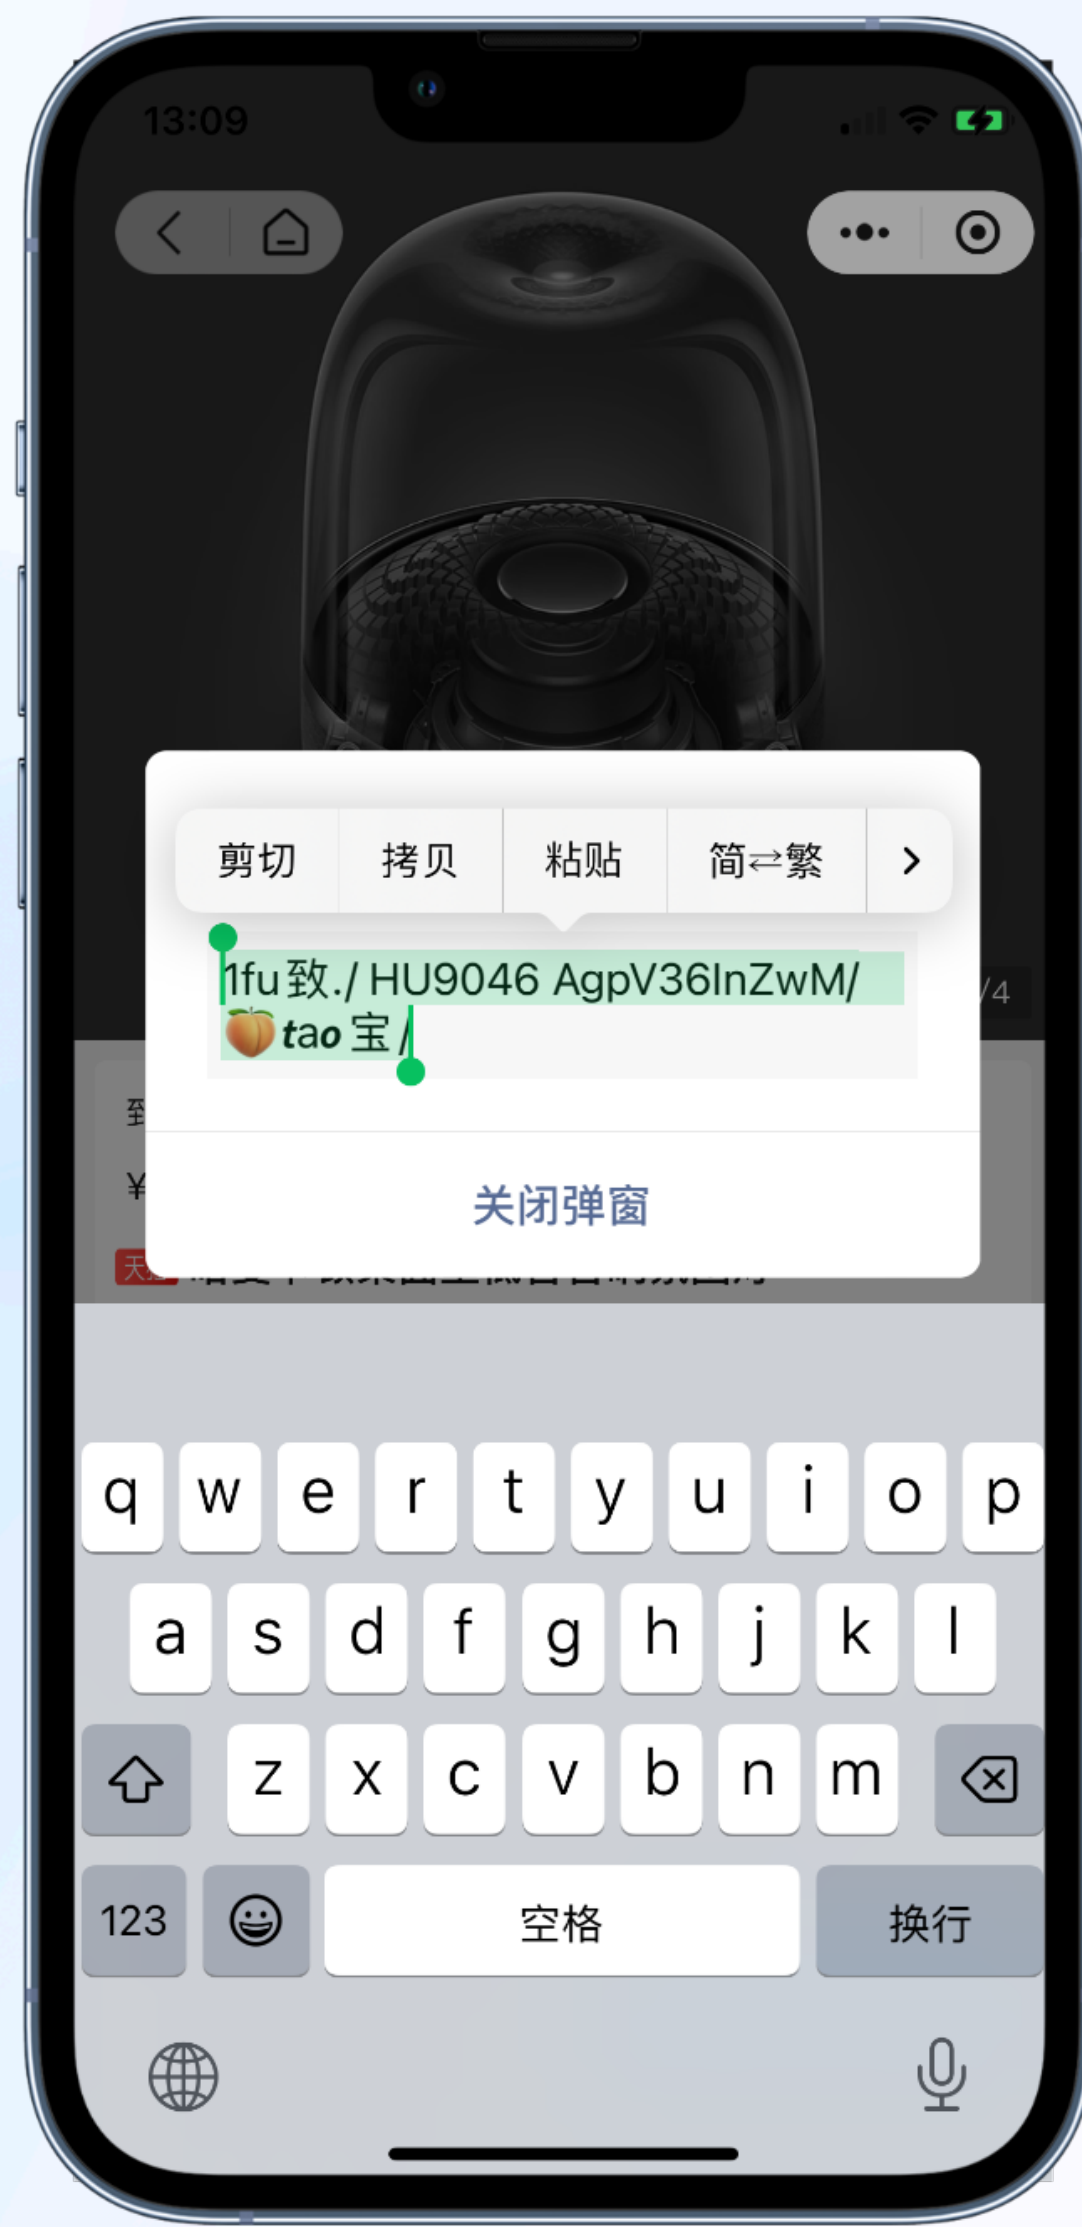 13:09
剪切 拷贝 粘贴 简⇌繁
1fu致./ HU9046 AgpV36InZwM/
🍑 tao宝/
/4
¥
关闭弹窗
q w e r t y u i o p
a s d f g h j k l
z x c v b n m
123 空格 换行